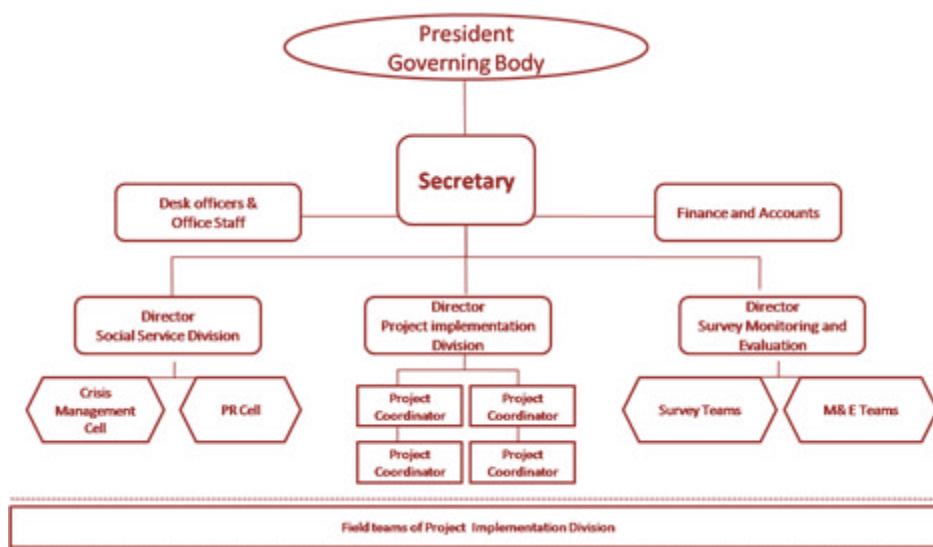 President
Governing Body
Secretary
Desk officers &
Office Staff
Finance and Accounts
Director
Social Service Division
Director
Project implementation
Division
Director
Survey Monitoring and
Evaluation
Crisis
Management
Cell
PR Cell
Project
Coordinator
Project
Coordinator
Project
Coordinator
Project
Coordinator
Survey Teams
M& E Teams
Field teams of Project Implementation Division